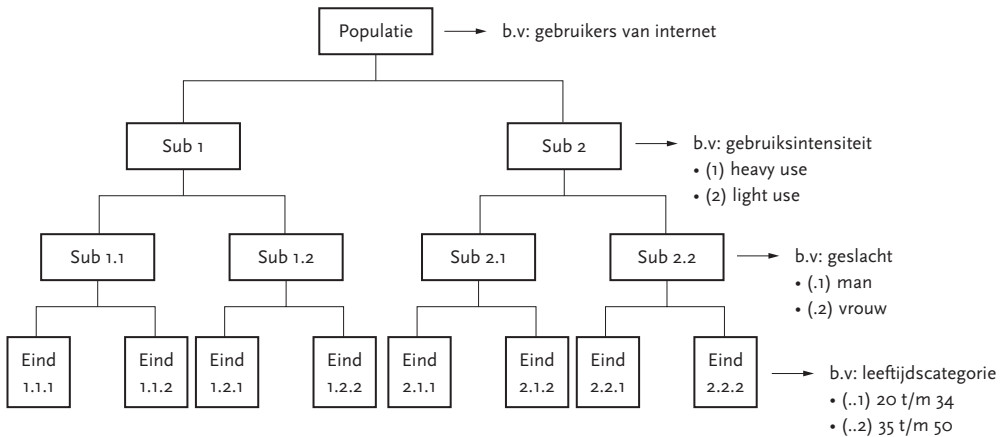 Populatie
b.v: gebruikers van internet
Sub 1
Sub 2
b.v: gebruiksintensiteit
• (1) heavy use
• (2) light use
Sub 1.1
Sub 1.2
Sub 2.1
Sub 2.2
b.v: geslacht
• (.1) man
• (.2) vrouw
Eind
1.1.1
Eind
1.1.2
Eind
1.2.1
Eind
1.2.2
Eind
2.1.1
Eind
2.1.2
Eind
2.2.1
Eind
2.2.2
b.v: leeftijdscategorie
• (..1) 20 t/m 34
• (..2) 35 t/m 50